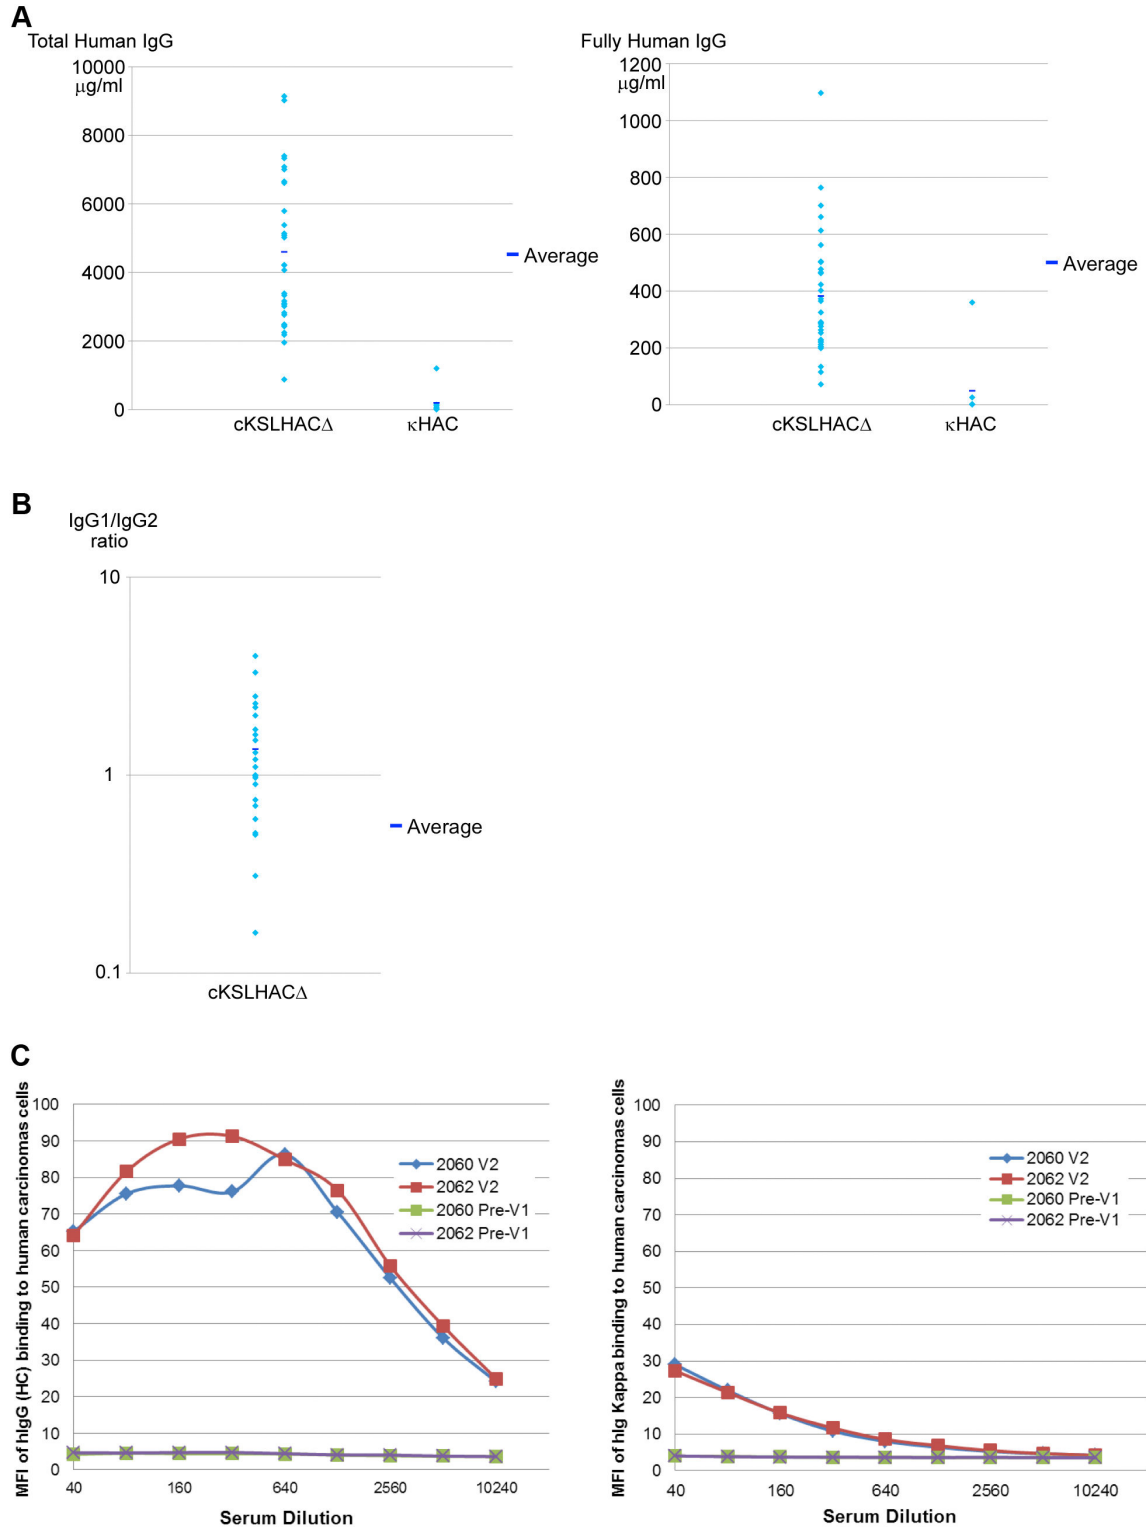 A
Total Human IgG
10000
μg/ml
8000
6000
4000
2000
0
cKSLHACΔ
κHAC
Average
Fully Human IgG
1200
μg/ml
1000
800
600
400
200
0
cKSLHACΔ
κHAC
Average
B
IgG1/IgG2
ratio
10
1
0.1
cKSLHACΔ
Average
C
MFI of hIgG (HC) binding to human carcinomas cells
100
90
80
70
60
50
40
30
20
10
0
40
160
640
2560
10240
Serum Dilution
2060 V2
2062 V2
2060 Pre-V1
2062 Pre-V1
MFI of hIg Kappa binding to human carcinomas cells
100
90
80
70
60
50
40
30
20
10
0
40
160
640
2560
10240
Serum Dilution
2060 V2
2062 V2
2060 Pre-V1
2062 Pre-V1